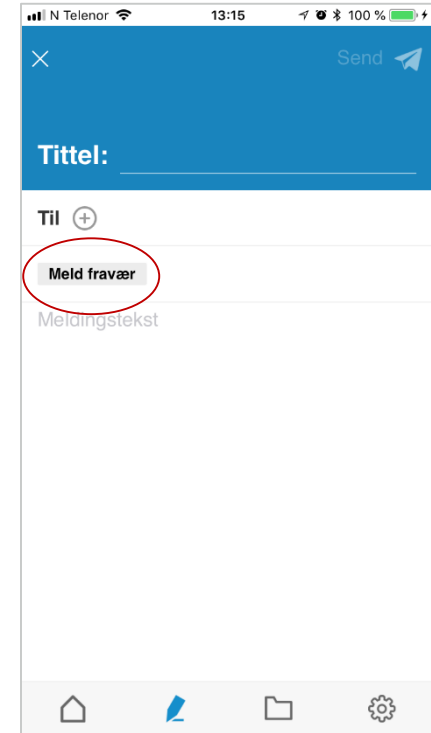 N Telenor 13:15 100 %
Send
Tittel:
Til
Meld fravær
Meldingstekst